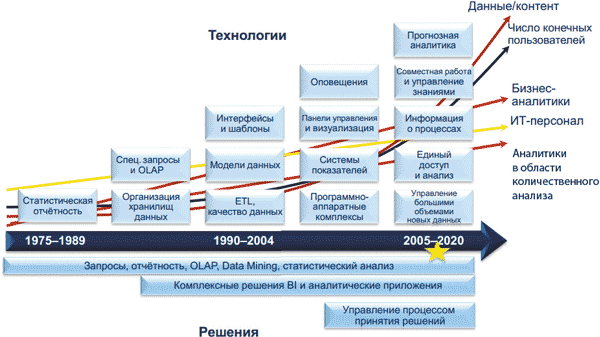 Технологии
Данные/контент
Число конечных
пользователей
Прогнозная
аналитика
Оповещения
Совместная работа
и управление
знаниями
Бизнес-
аналитики
Интерфейсы
и шаблоны
Панели управления
и визуализация
Информация
о процессах
ИТ-персонал
Спец. запросы
и OLAP
Модели данных
Системы
показателей
Единый
доступ
и анализ
Аналитики
в области
количественного
анализа
Статистическая
отчётность
Организация
хранилищ
данных
ETL,
качество данных
Программно-
аппаратные
комплексы
Управление
большими
объемами
новых данных
1975–1989
1990–2004
2005–2020
Запросы, отчётность, OLAP, Data Mining, статистический анализ
Комплексные решения BI и аналитические приложения
Управление процессом
принятия решений
Решения